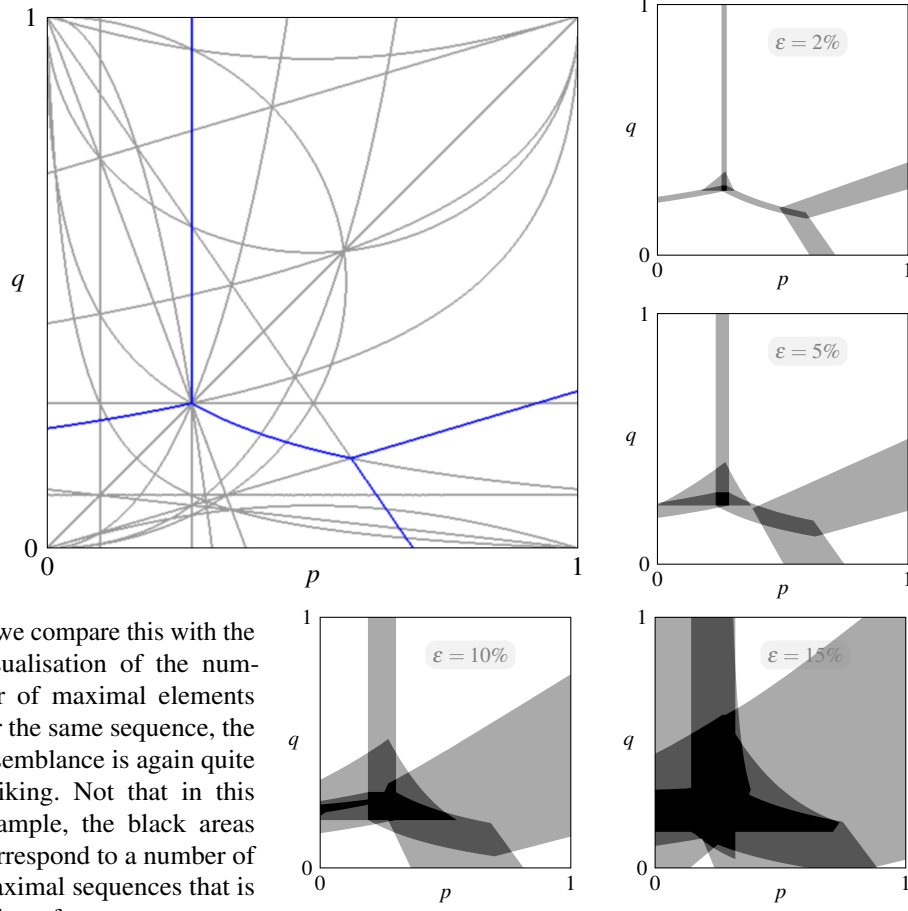 1
q
0
0
p
1
ε = 2%
q
0
0
p
1
1
ε = 5%
q
0
0
p
1
we compare this with the
sualisation of the num-
r of maximal elements
r the same sequence, the
semblance is again quite
iking. Not that in this
ample, the black areas
rrespond to a number of
aximal sequences that is
1
ε = 10%
q
0
0
p
1
1
ε = 15%
q
0
0
p
1